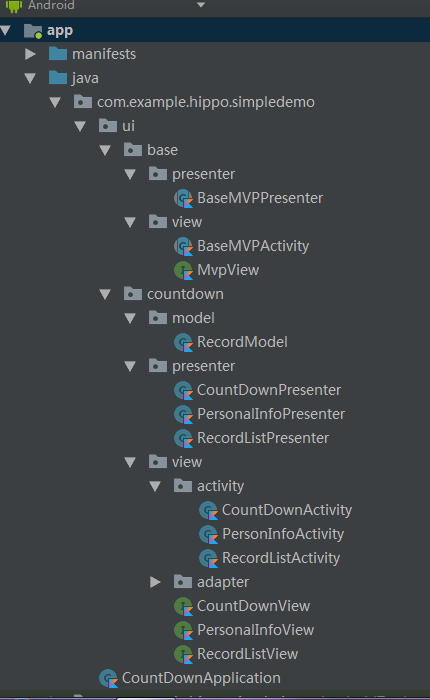 Android
app
manifests
java
com.example.hippo.simpledemo
ui
base
presenter
BaseMVPPresenter
view
BaseMVPActivity
MvpView
countdown
model
RecordModel
presenter
CountDownPresenter
PersonalInfoPresenter
RecordListPresenter
view
activity
CountDownActivity
PersonInfoActivity
RecordListActivity
adapter
CountDownView
PersonalInfoView
RecordListView
CountDownApplication